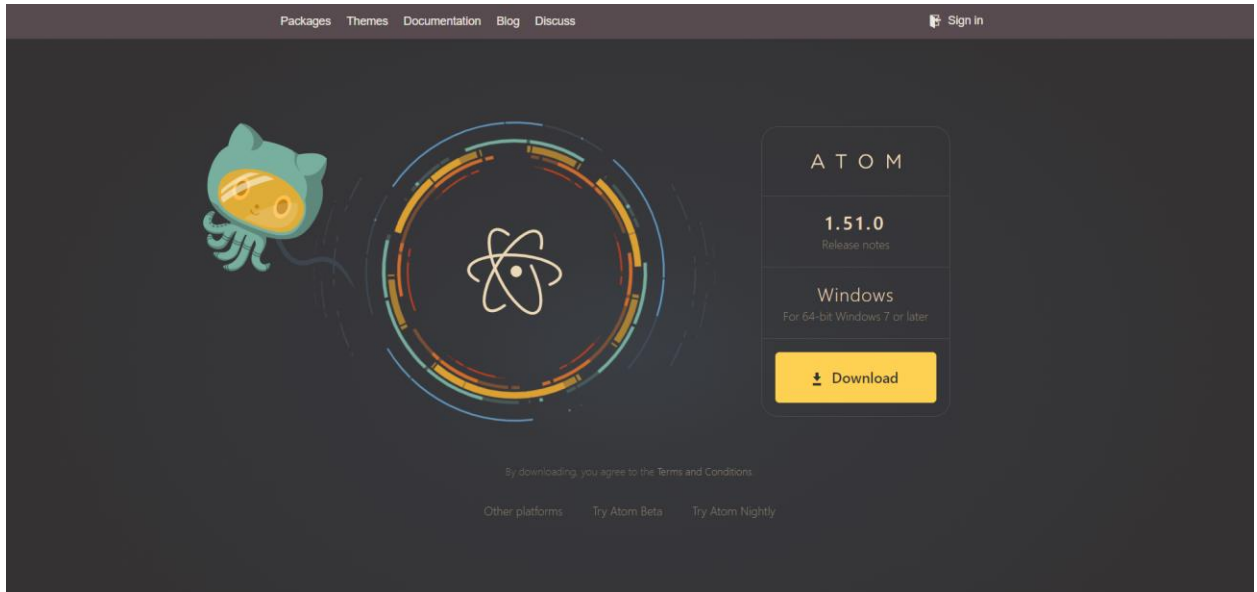 Packages Themes Documentation Blog Discuss Sign in
ATOM
1.51.0
Release notes
Windows
For 64-bit Windows 7 or later
Download
By downloading, you agree to the Terms and Conditions.
Other platforms Try Atom Beta Try Atom Nightly